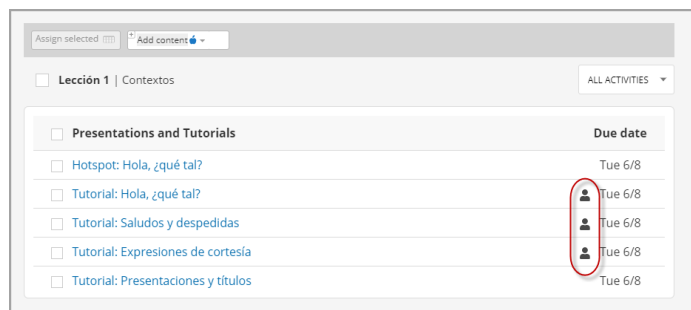 Assign selected
Add content
Lección 1 | Contextos
ALL ACTIVITIES
Presentations and Tutorials Due date
Hotspot: Hola, ¿qué tal? Tue 6/8
Tutorial: Hola, ¿qué tal? Tue 6/8
Tutorial: Saludos y despedidas Tue 6/8
Tutorial: Expresiones de cortesía Tue 6/8
Tutorial: Presentaciones y títulos Tue 6/8